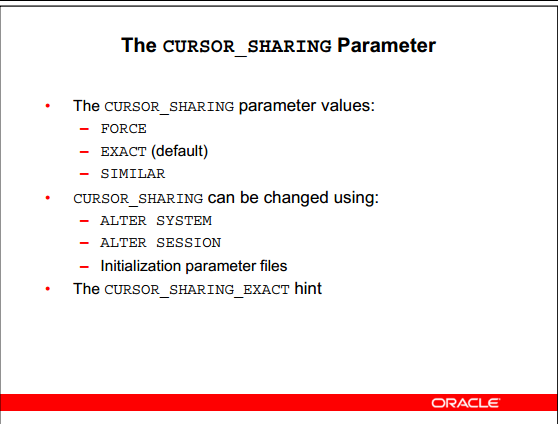 The CURSOR_SHARING Parameter
• The CURSOR_SHARING parameter values:
– FORCE
– EXACT (default)
– SIMILAR
• CURSOR_SHARING can be changed using:
– ALTER SYSTEM
– ALTER SESSION
– Initialization parameter files
• The CURSOR_SHARING_EXACT hint
ORACLE